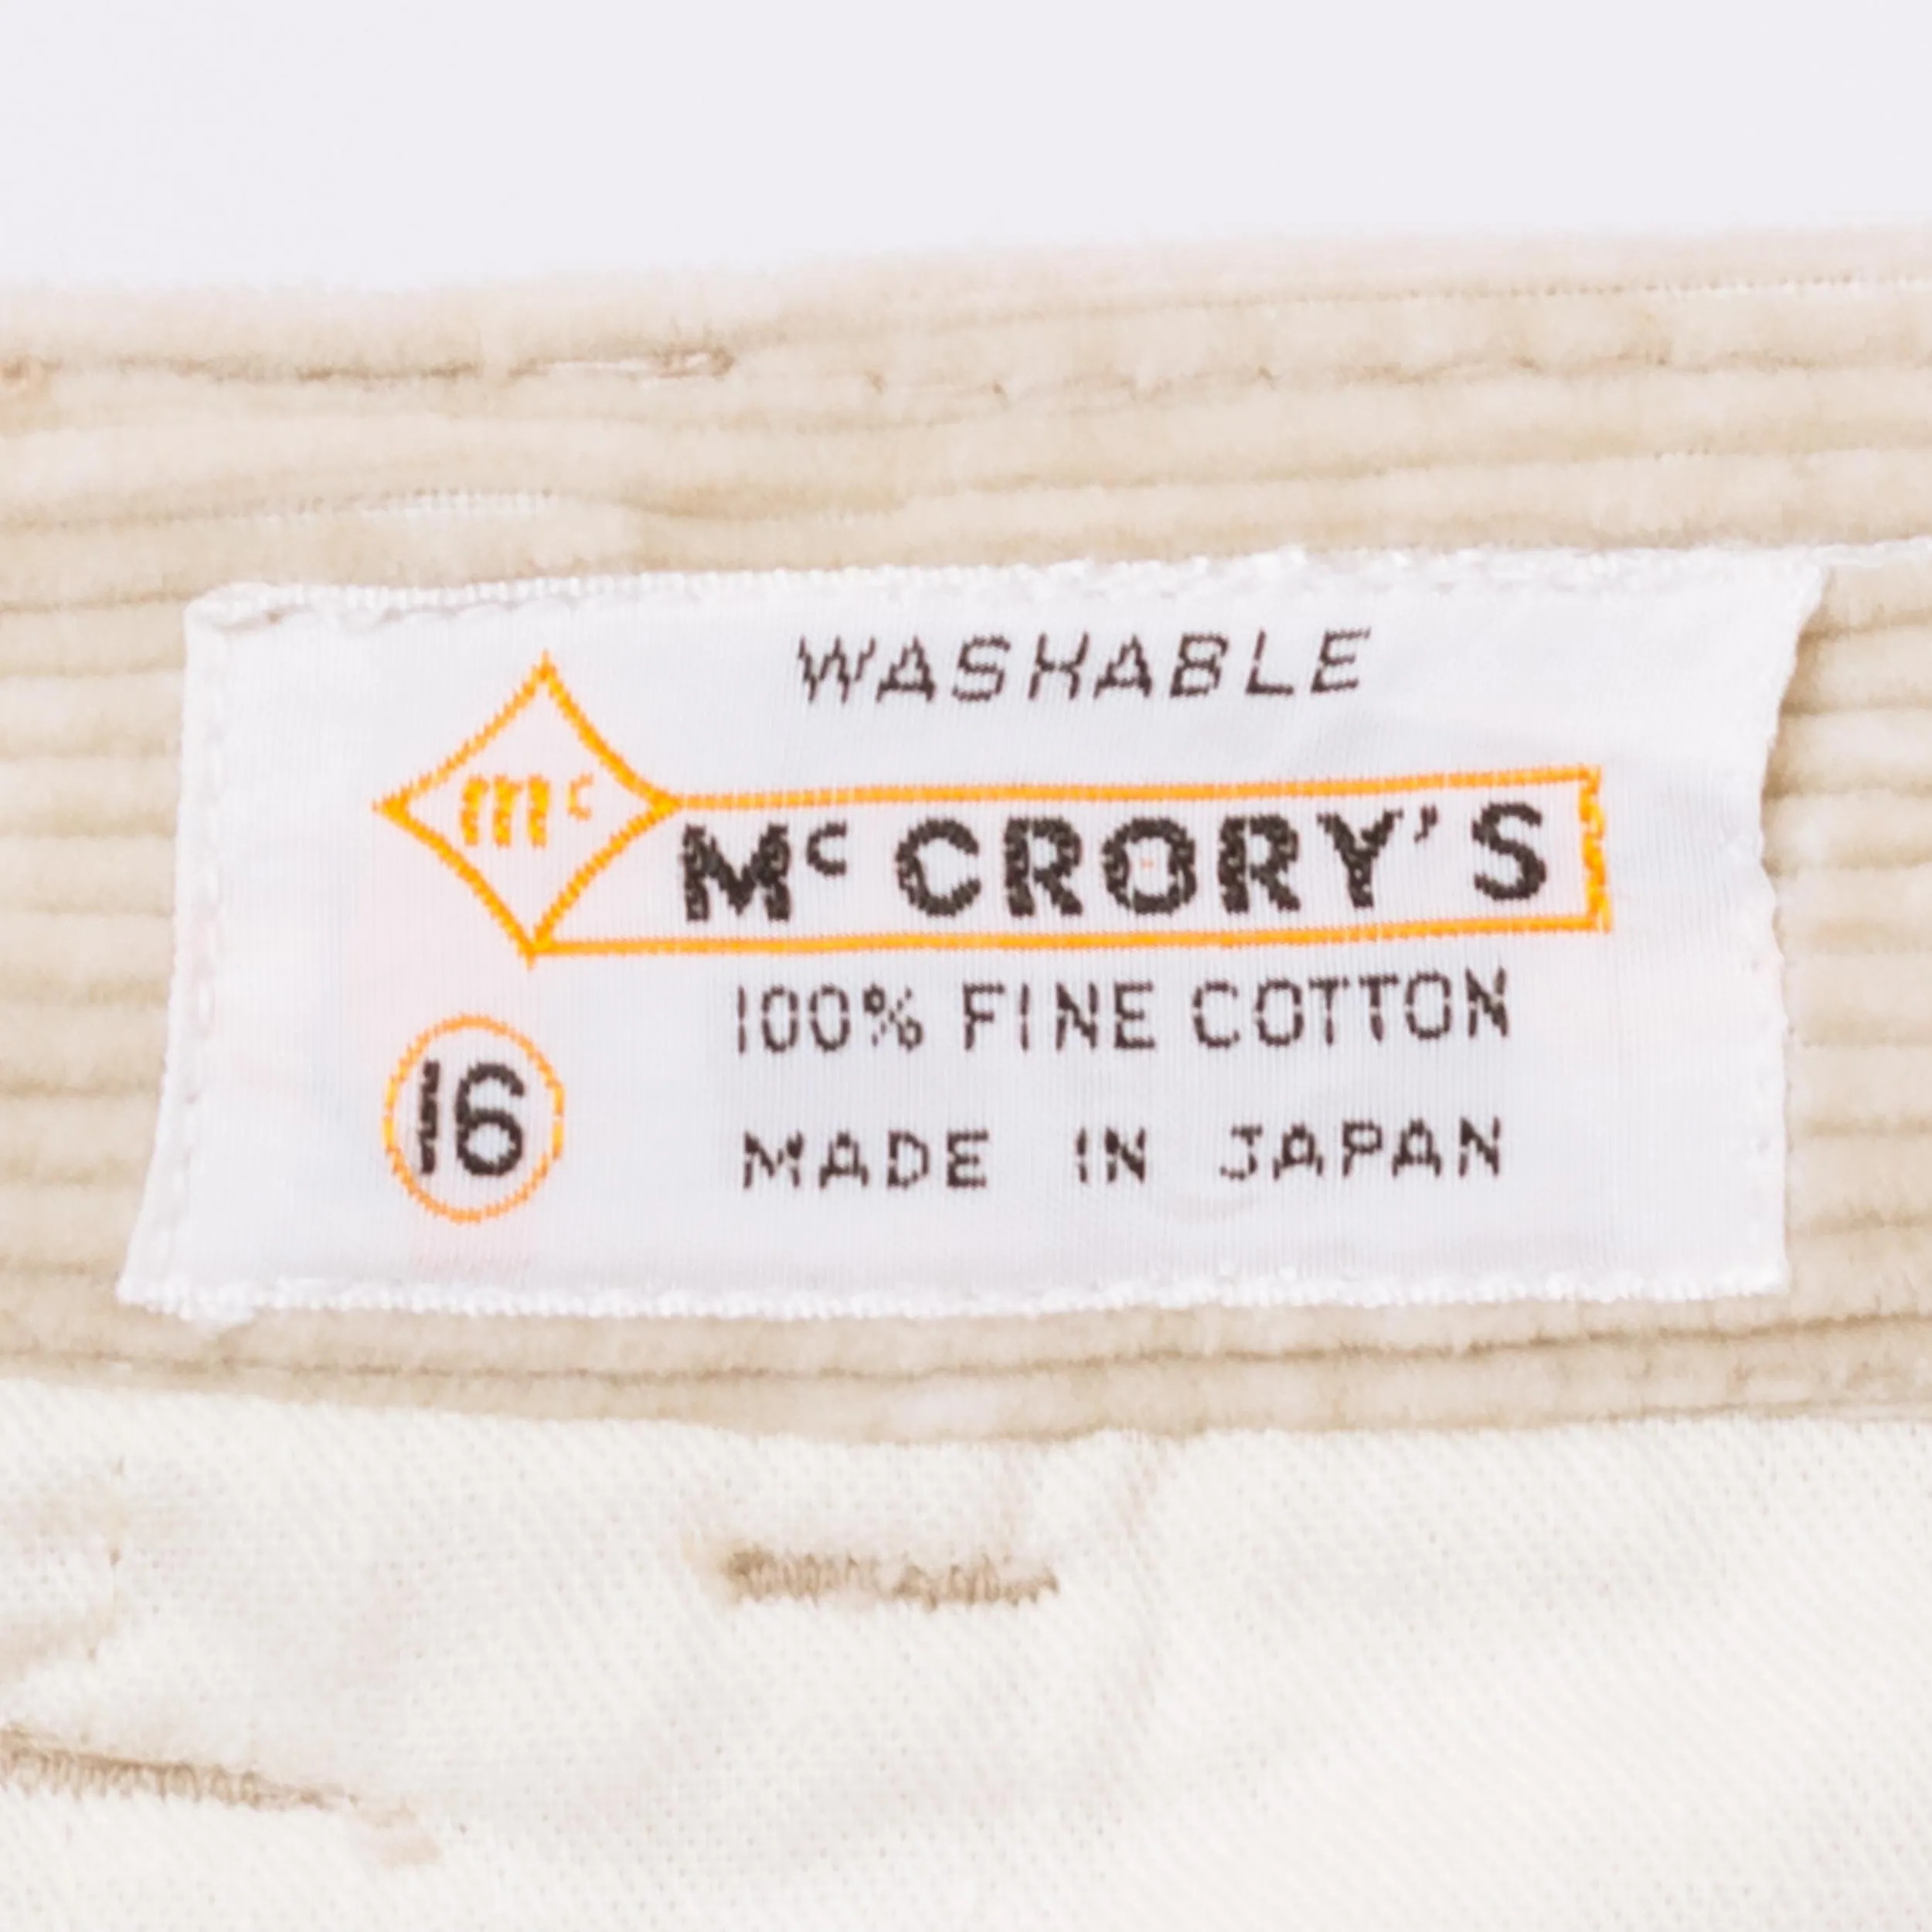 WASHABLE
mc
Mc CRORY'S
100% FINE COTTON
16
MADE IN JAPAN